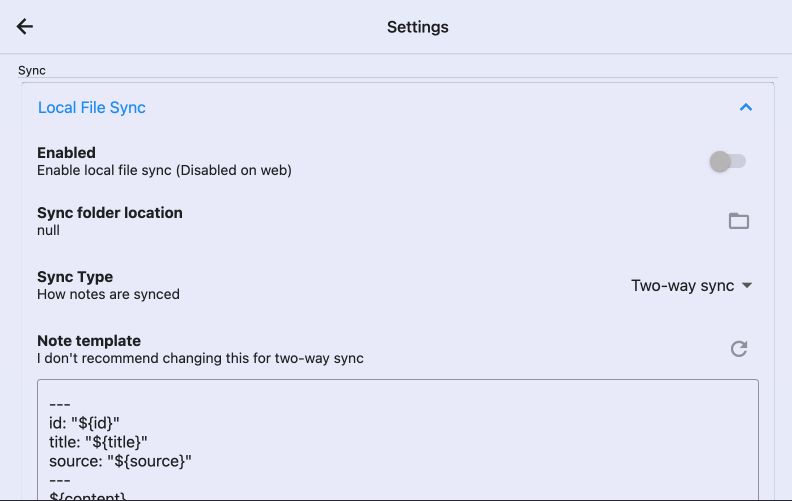 Settings
Sync
Local File Sync
Enabled
Enable local file sync (Disabled on web)
Sync folder location
null
Sync Type
How notes are synced
Two-way sync
Note template
I don't recommend changing this for two-way sync
---
id: "${id}"
title: "${title}"
source: "${source}"
---
${content}